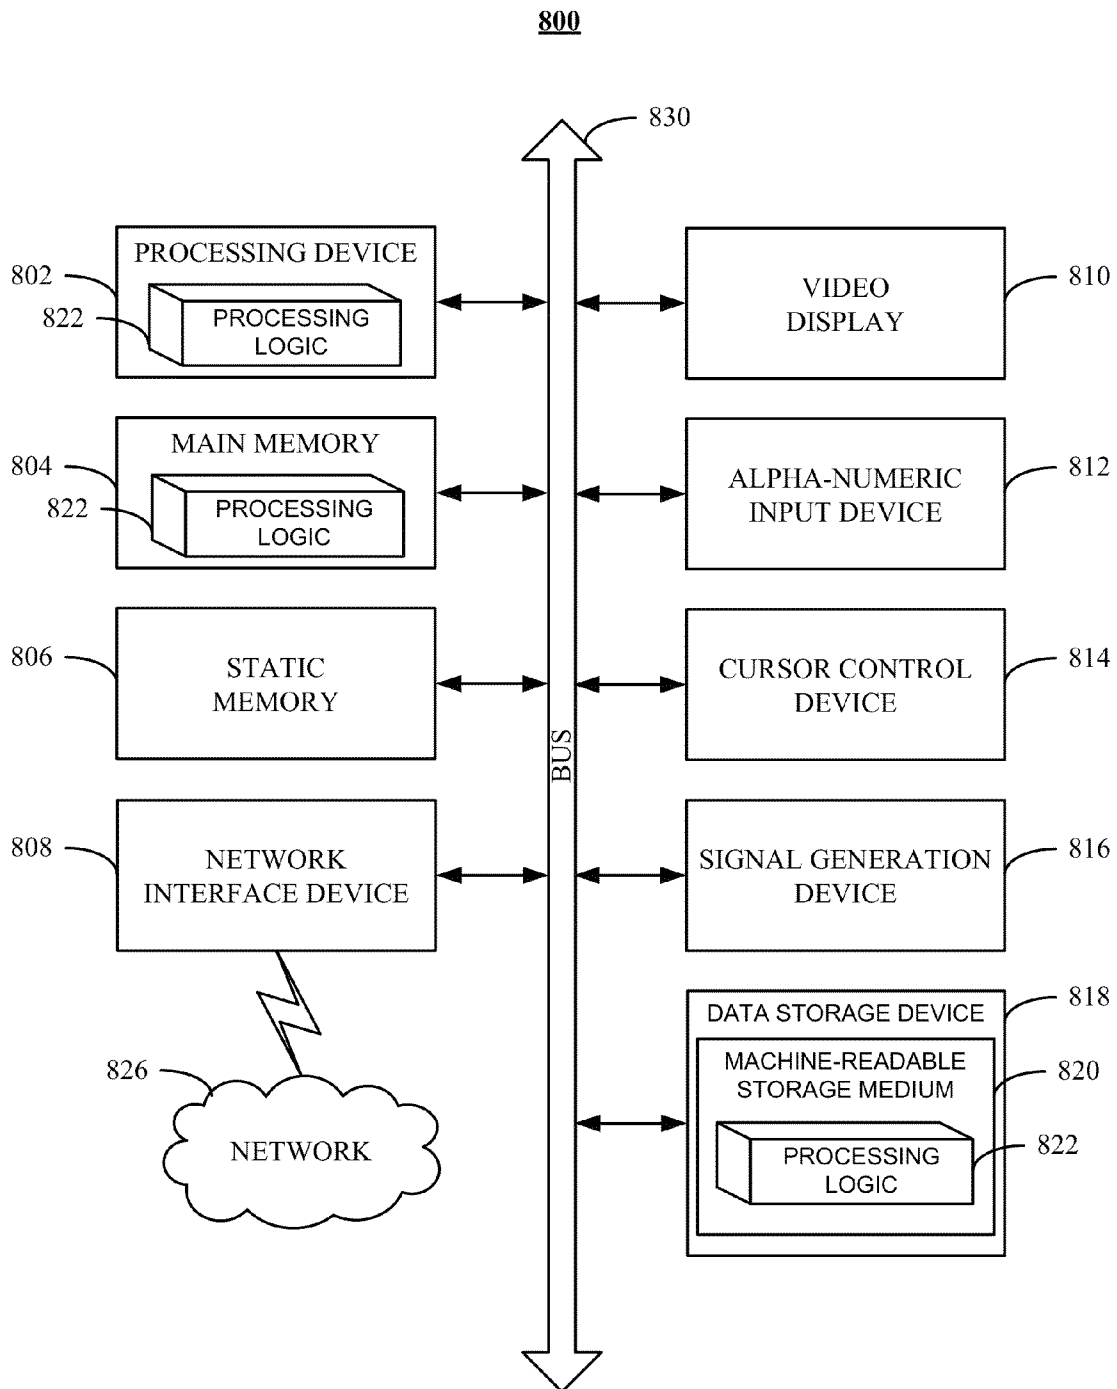 800
830
PROCESSING DEVICE
802
822
PROCESSING
LOGIC
VIDEO
DISPLAY
810
MAIN MEMORY
804
822
PROCESSING
LOGIC
ALPHA-NUMERIC
INPUT DEVICE
812
806
STATIC
MEMORY
CURSOR CONTROL
DEVICE
814
BUS
808
NETWORK
INTERFACE DEVICE
SIGNAL GENERATION
DEVICE
816
826
NETWORK
DATA STORAGE DEVICE
818
MACHINE-READABLE
STORAGE MEDIUM
820
PROCESSING
LOGIC
822